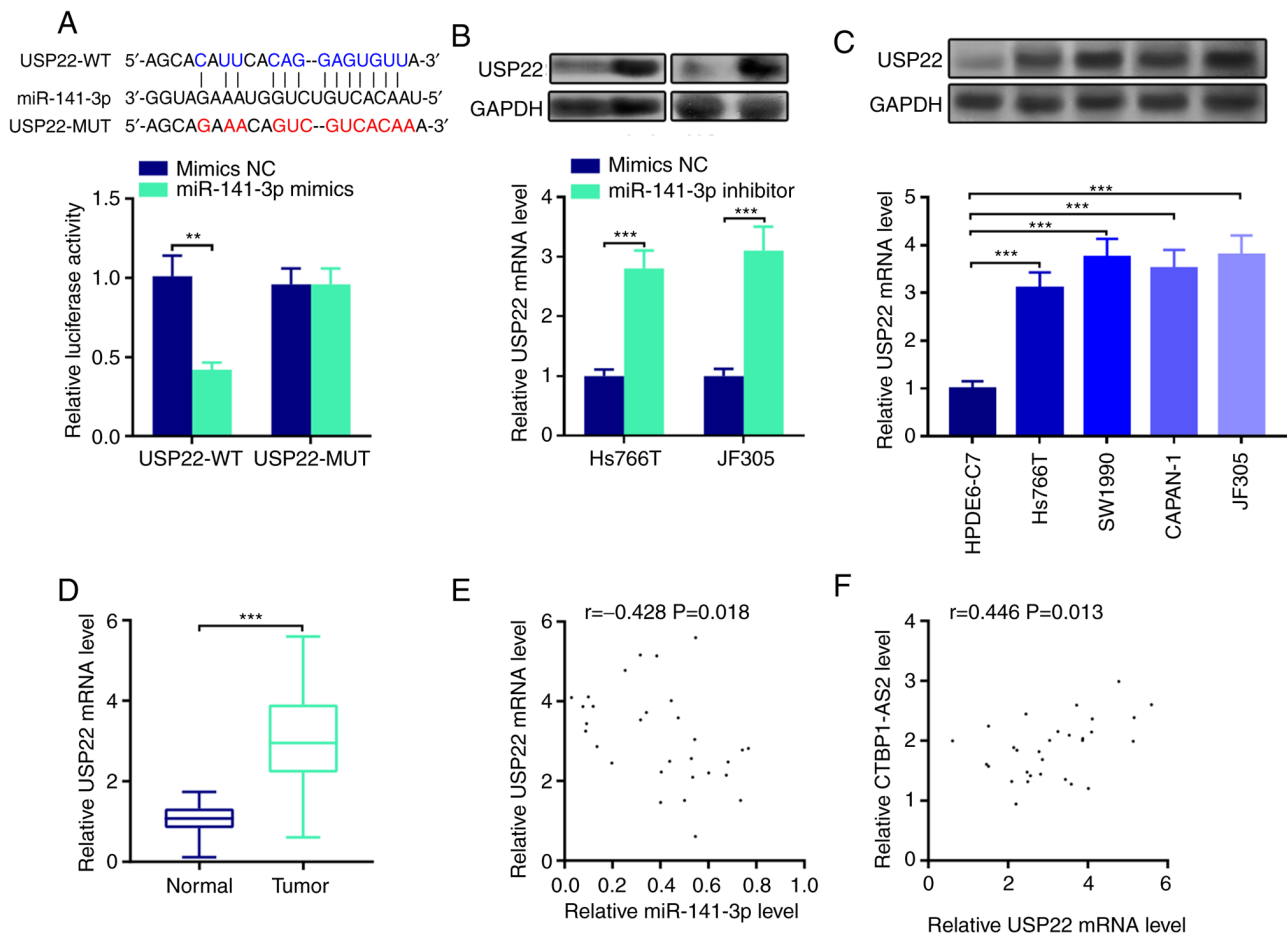 A
USP22-WT 5′-AGCACAUUCACAG--GAGUGUUA-3′
miR-141-3p 3′-GGUAGAAAUGGUCUGUCACAAU-5′
USP22-MUT 5′-AGCAGAAACAGUC--GUCACAAA-3′
Mimics NC
miR-141-3p mimics
Relative luciferase activity
1.5
1.0
0.5
0.0
**
USP22-WT USP22-MUT
B
USP22
GAPDH
Mimics NC
miR-141-3p inhibitor
Relative USP22 mRNA level
4
3
2
1
0
***
***
Hs766T JF305
C
USP22
GAPDH
Relative USP22 mRNA level
5
4
3
2
1
0
***
***
***
***
HPDE6-C7
Hs766T
SW1990
CAPAN-1
JF305
D
Relative USP22 mRNA level
6
4
2
0
***
Normal Tumor
E
r=−0.428 P=0.018
Relative USP22 mRNA level
6
4
2
0
0.0 0.2 0.4 0.6 0.8 1.0
Relative miR-141-3p level
F
r=0.446 P=0.013
Relative CTBP1-AS2 level
4
3
2
1
0
0 2 4 6
Relative USP22 mRNA level